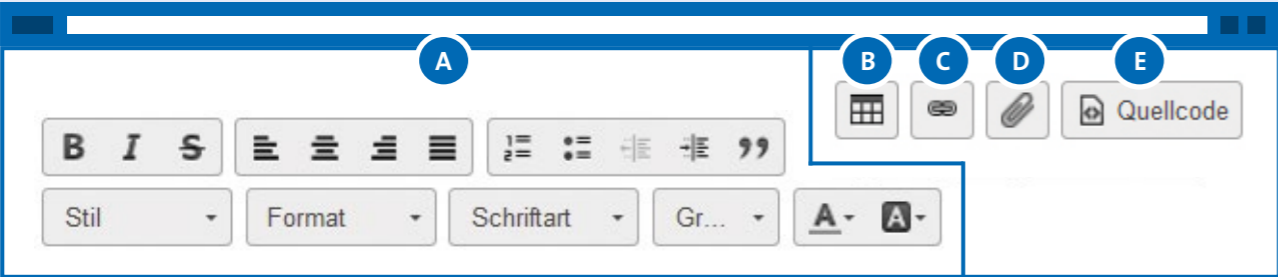 A
B C D E
Quellcode
B I S
Stil Format Schriftart Gr... A A